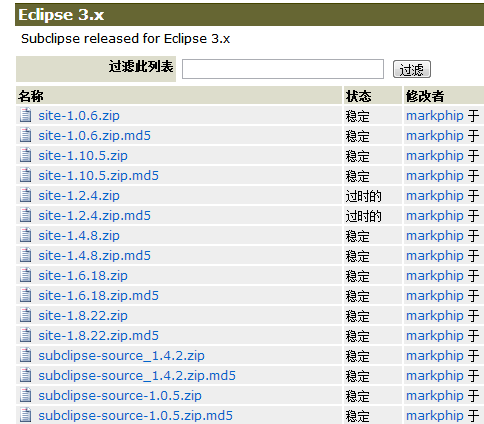 Eclipse 3.x
Subclipse released for Eclipse 3.x
过滤此列表 过滤
名称 状态 修改者
site-1.0.6.zip 稳定 markphip 于
site-1.0.6.zip.md5 稳定 markphip 于
site-1.10.5.zip 稳定 markphip 于
site-1.10.5.zip.md5 稳定 markphip 于
site-1.2.4.zip 过时的 markphip 于
site-1.2.4.zip.md5 过时的 markphip 于
site-1.4.8.zip 稳定 markphip 于
site-1.4.8.zip.md5 稳定 markphip 于
site-1.6.18.zip 稳定 markphip 于
site-1.6.18.zip.md5 稳定 markphip 于
site-1.8.22.zip 稳定 markphip 于
site-1.8.22.zip.md5 稳定 markphip 于
subclipse-source_1.4.2.zip 稳定 markphip 于
subclipse-source_1.4.2.zip.md5 稳定 markphip 于
subclipse-source-1.0.5.zip 稳定 markphip 于
subclipse-source-1.0.5.zip.md5 稳定 markphip 于